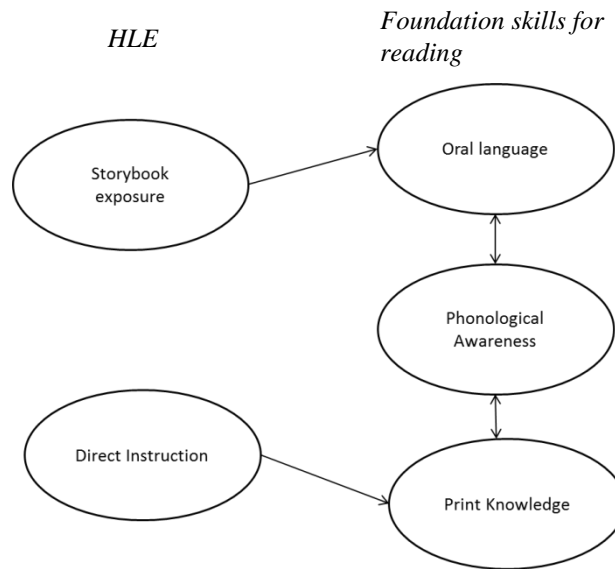 HLE
Foundation skills for
reading
Storybook
exposure
Oral language
Phonological
Awareness
Direct Instruction
Print Knowledge